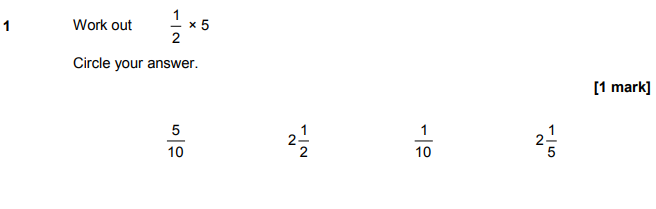 1 Work out 1/2 × 5
Circle your answer.
[1 mark]
5/10 2 1/2 1/10 2 1/5